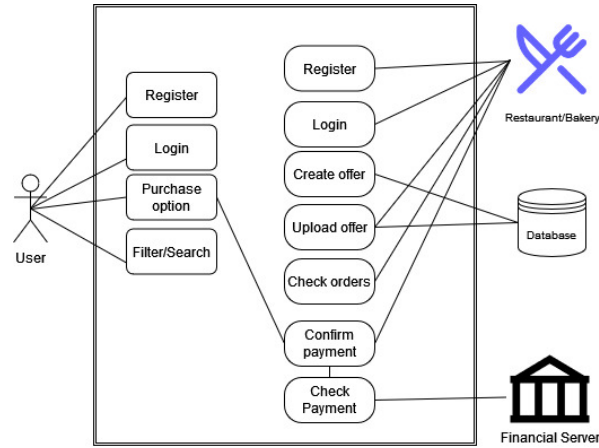 Register
Login
Purchase
option
Filter/Search
User
Register
Login
Create offer
Upload offer
Check orders
Confirm
payment
Check
Payment
Restaurant/Bakery
Database
Financial Server